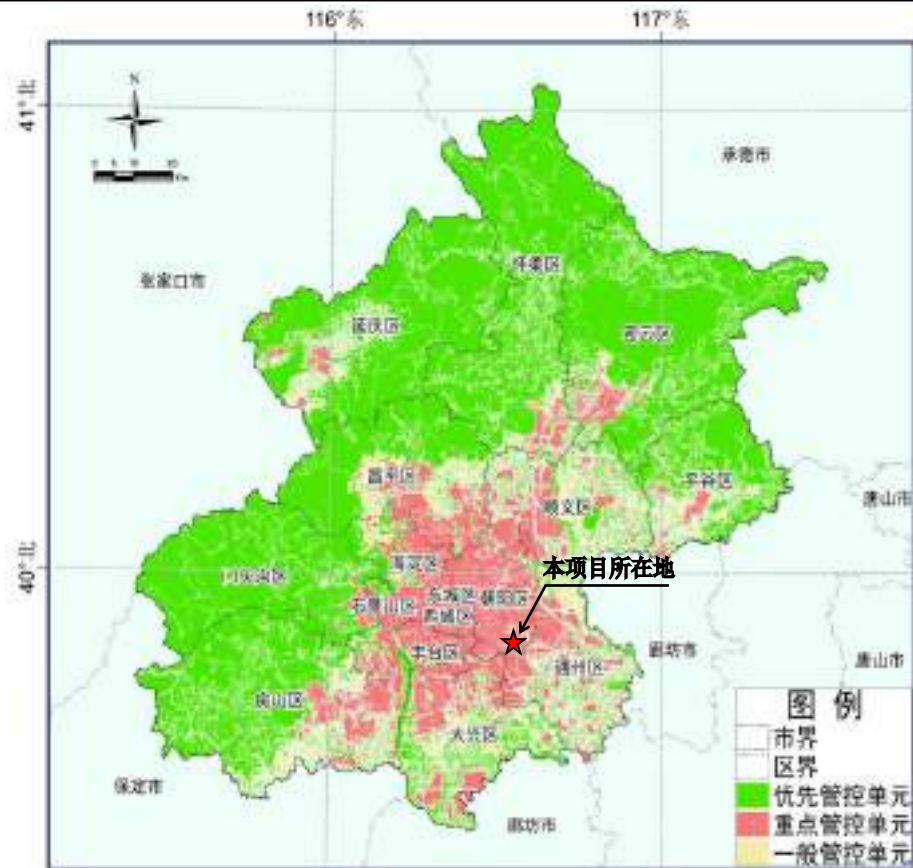 116°东
117°东
41°北
N
承德市
怀柔区
张家口市
延庆区
密云区
昌平区
平谷区
顺义区
唐山市
40°北
门头沟区
海淀区
本项目所在地
石景山区
东城区
朝阳区
西城区
丰台区
通州区
廊坊市
唐山市
房山区
大兴区
保定市
廊坊市
图 例
市界
区界
优先管控单元
重点管控单元
一般管控单元